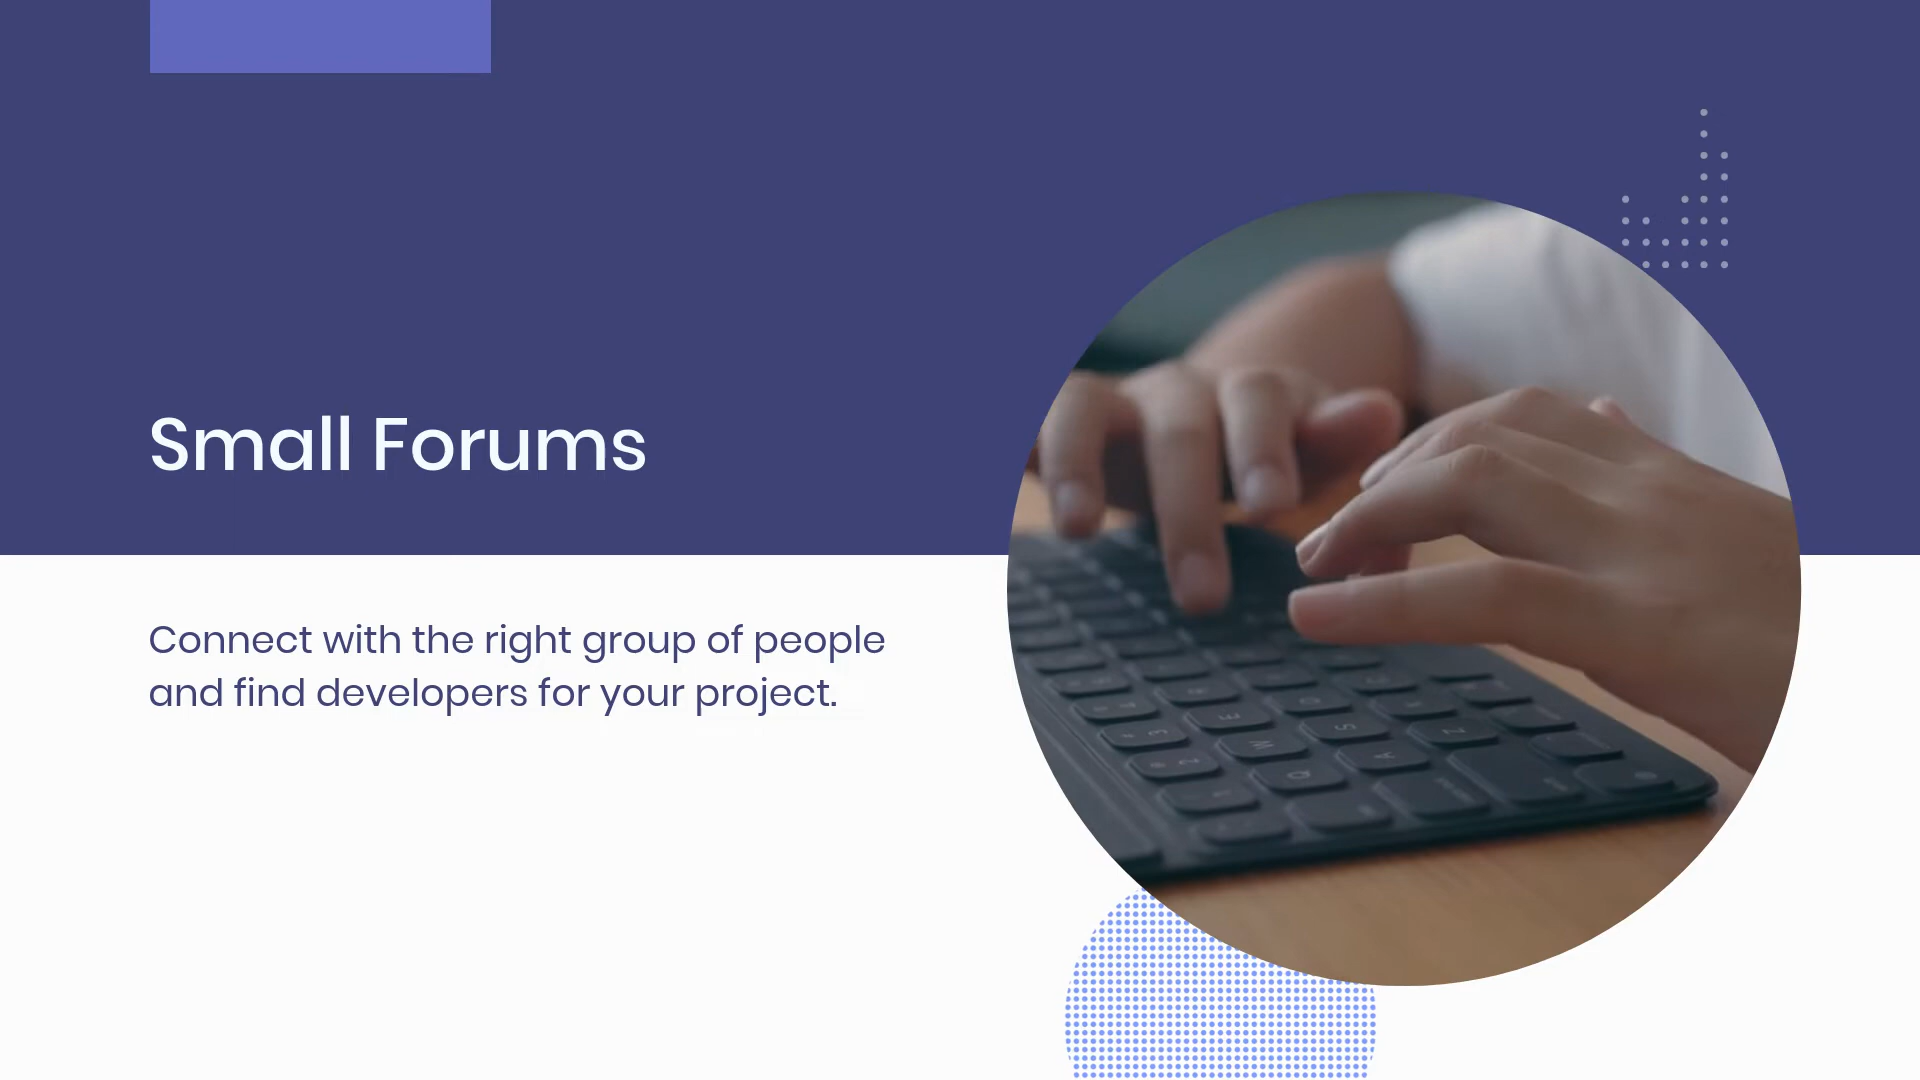 Small Forums
Connect with the right group of people
and find developers for your project.